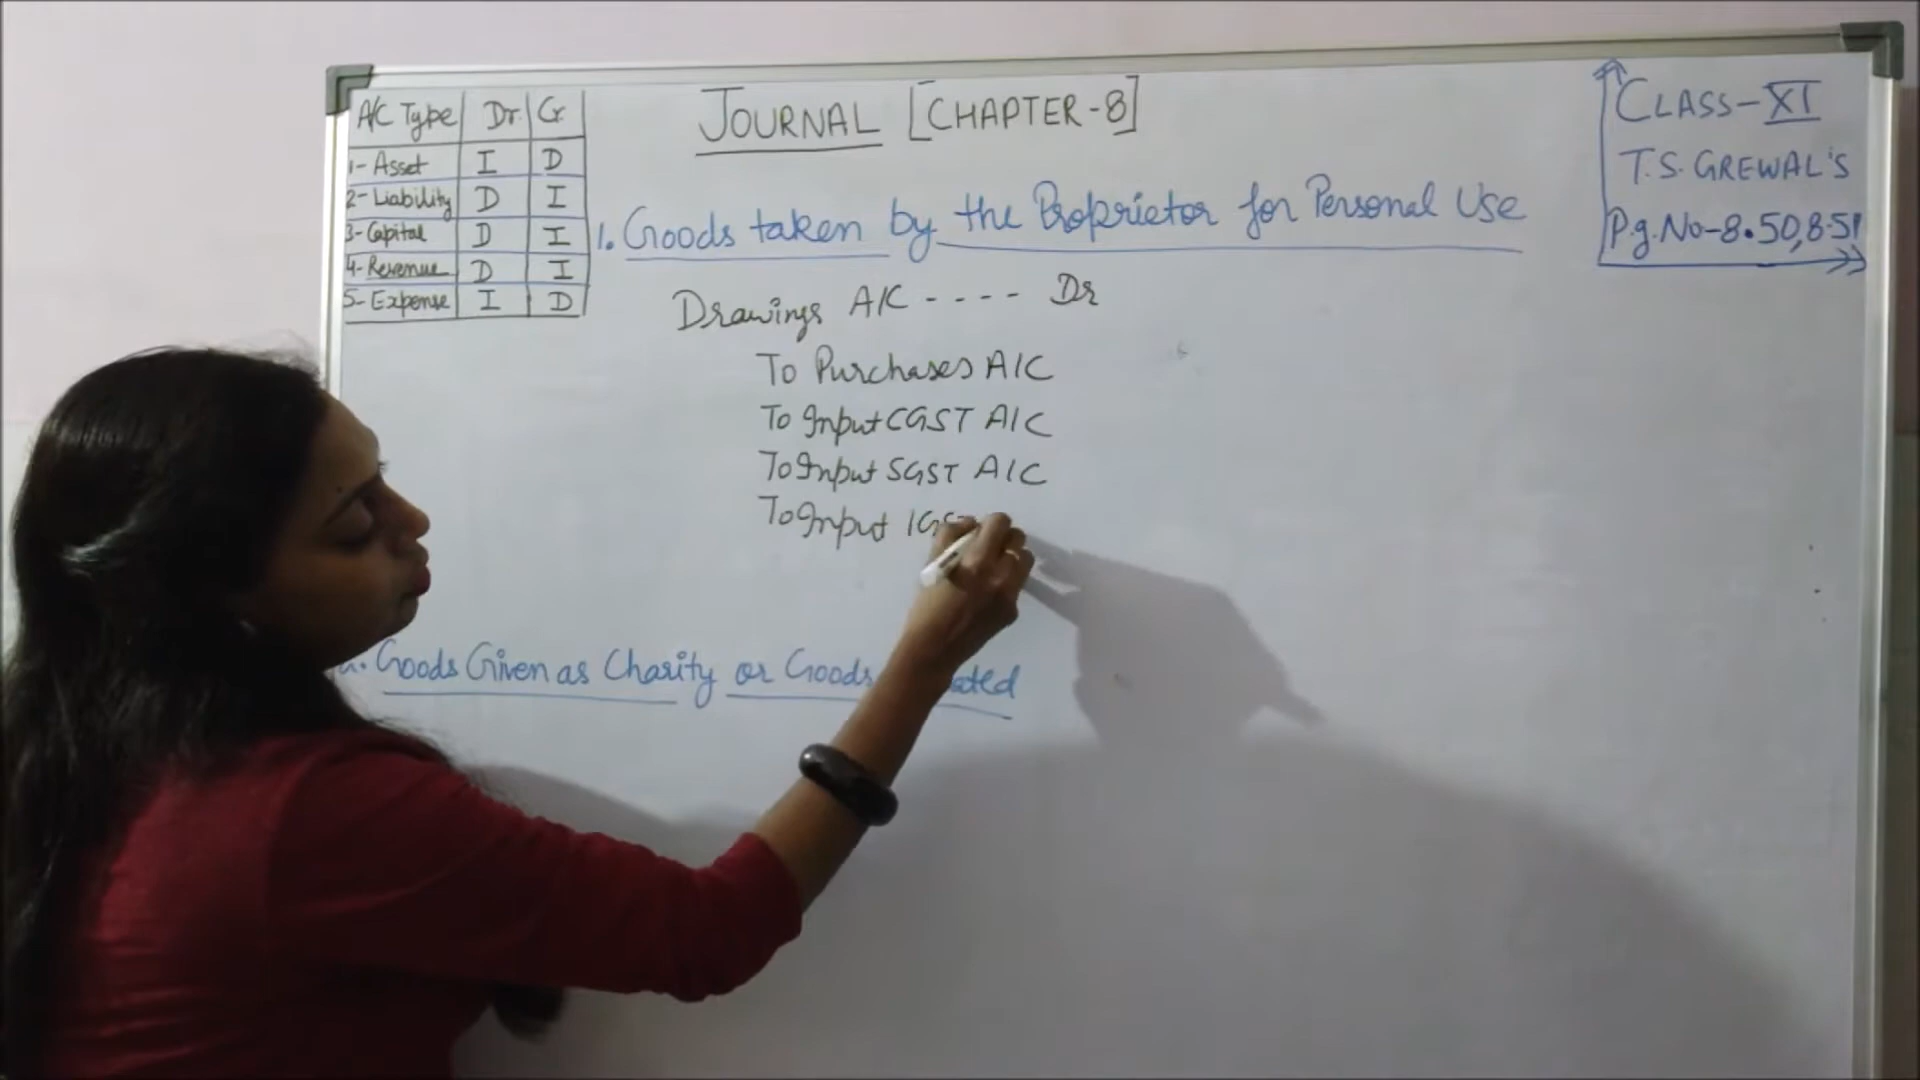 A/C Type Dr. Cr.
1- Asset I D
2- Liability D I
3- Capital D I
4- Revenue D I
5- Expense I D
JOURNAL [CHAPTER-8]
CLASS-XI
T.S. GREWAL'S
P.g.No-8.50,8.51
1. Goods taken by the Proprietor for Personal Use
Drawings A/C ---- Dr
To Purchases A/C
To Input CGST A/C
To Input SGST A/C
To Input IGST
Goods Given as Charity or Goods